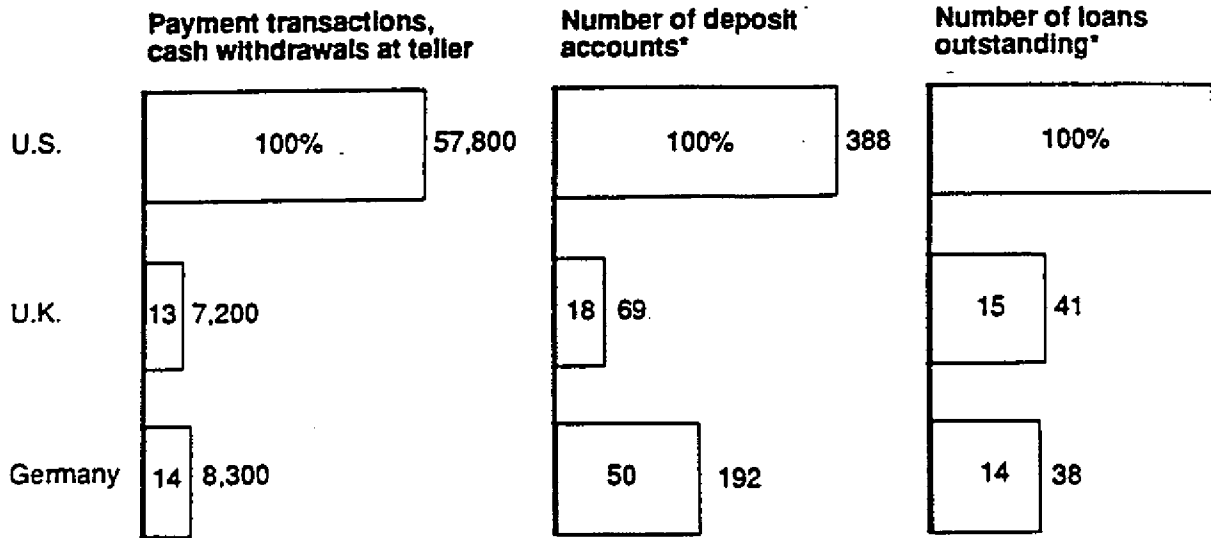 Payment transactions,
cash withdrawals at teller
Number of deposit
accounts*
Number of loans
outstanding*
U.S. 100% 57,800 100% 388 100%
U.K. 13 7,200 18 69 15 41
Germany 14 8,300 50 192 14 38